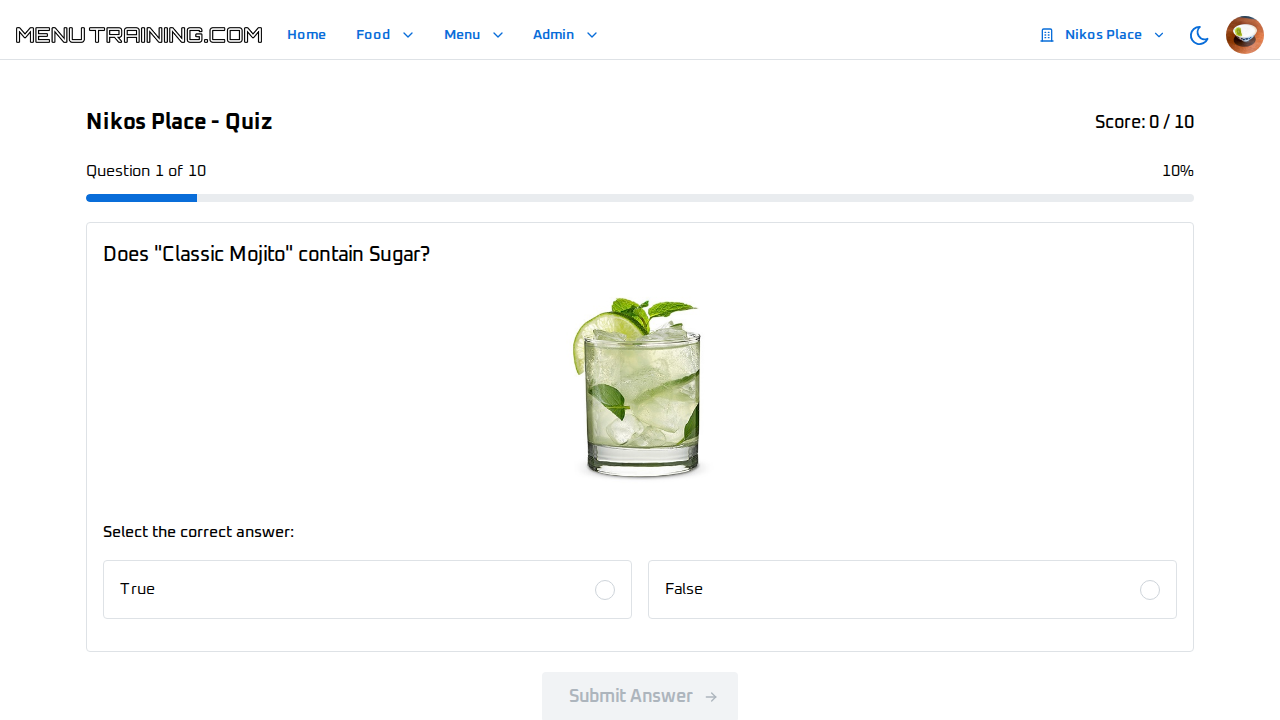 MENUTRAINING.COM Home Food Menu Admin Nikos Place
Nikos Place - Quiz Score: 0 / 10
Question 1 of 10 10%
Does "Classic Mojito" contain Sugar?
Select the correct answer:
True False
Submit Answer